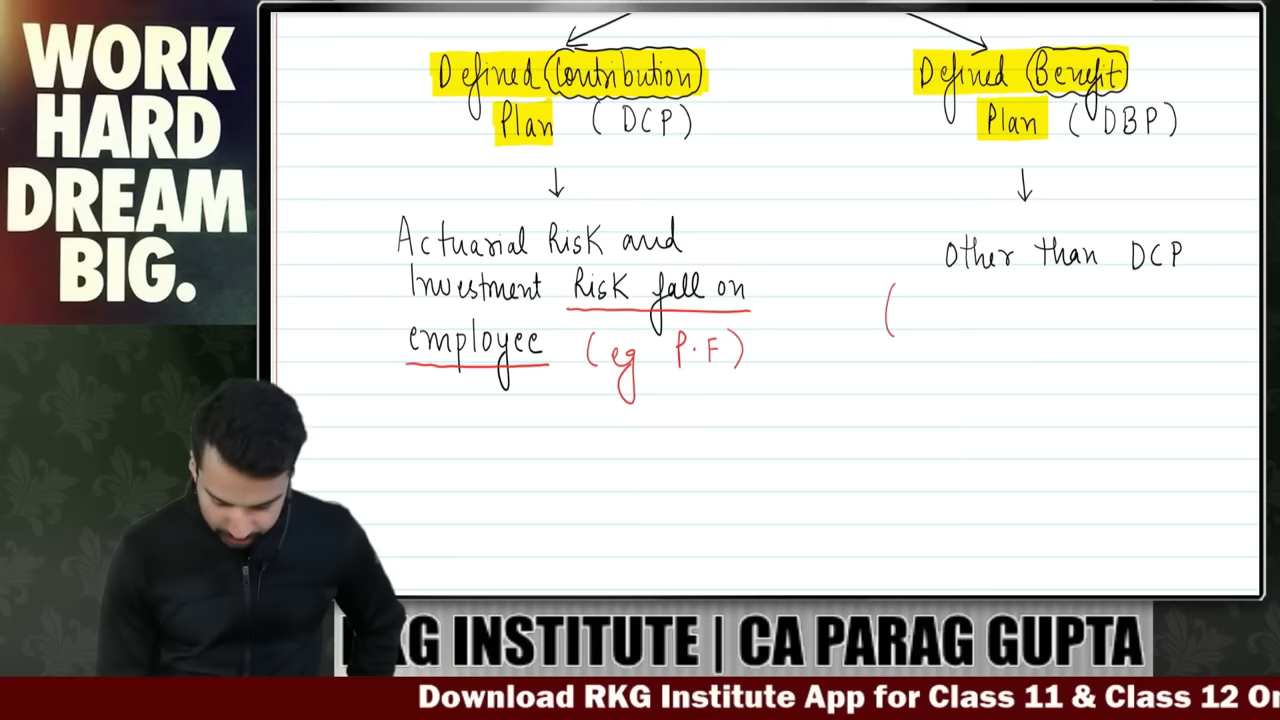 WORK
HARD
DREAM
BIG.
Defined Contribution
Plan (DCP)
Actuarial Risk and
Investment Risk fall on
employee (eg P.F)
Defined Benefit
Plan (DBP)
Other than DCP
(
RKG INSTITUTE | CA PARAG GUPTA
Download RKG Institute App for Class 11 & Class 12 On